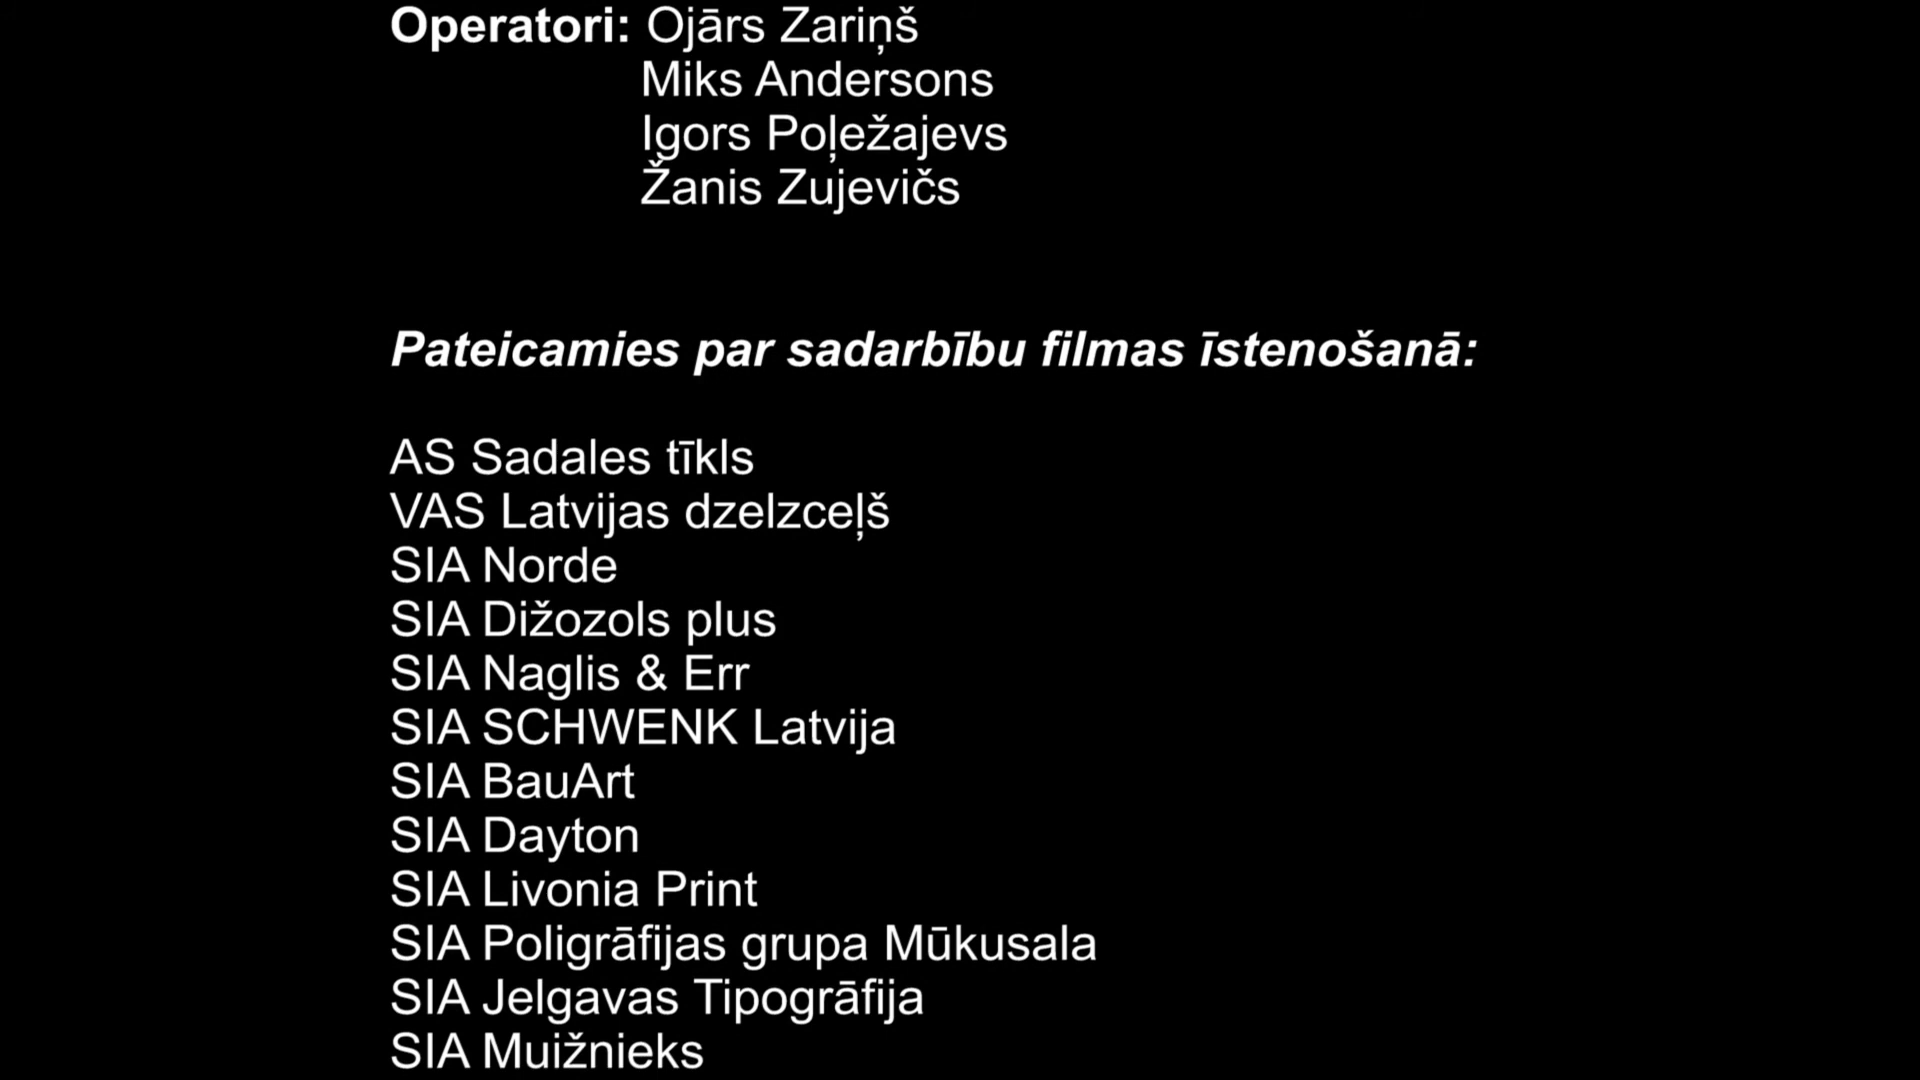 Operatori: Ojārs Zariņš
Miks Andersons
Igors Poļežajevs
Žanis Zujevičs
Pateicamies par sadarbību filmas īstenošanā:
AS Sadales tīkls
VAS Latvijas dzelzceļš
SIA Norde
SIA Dižozols plus
SIA Naglis & Err
SIA SCHWENK Latvija
SIA BauArt
SIA Dayton
SIA Livonia Print
SIA Poligrāfijas grupa Mūkusala
SIA Jelgavas Tipogrāfija
SIA Muižnieks